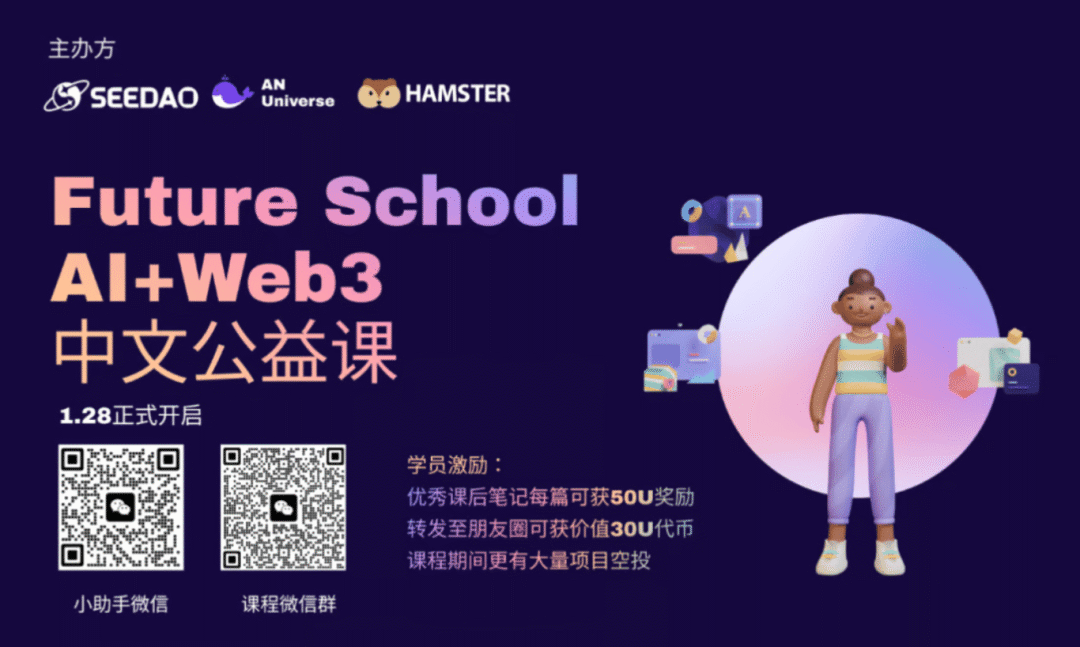 主办方
SEEDAO
AN
Universe
HAMSTER
Future School
AI+Web3
中文公益课
1.28正式开启
学员激励：
优秀课后笔记每篇可获50U奖励
转发至朋友圈可获价值30U代币
课程期间更有大量项目空投
小助手微信
课程微信群
A